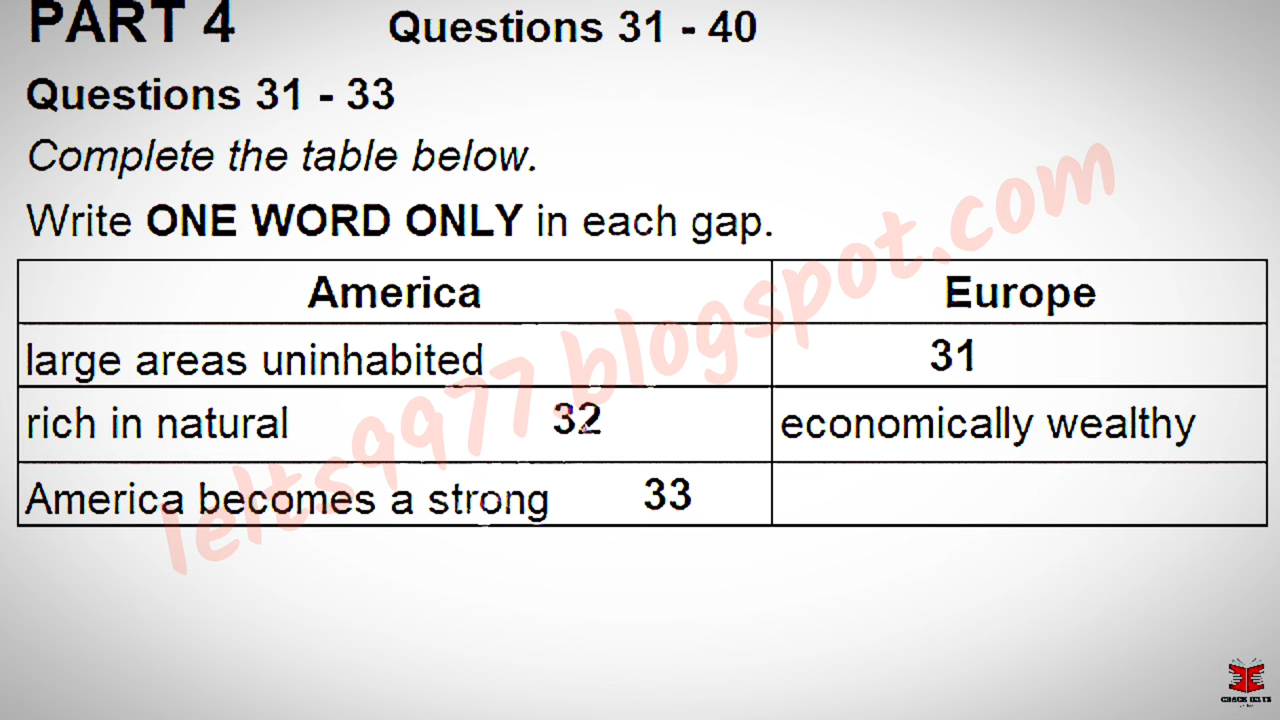 PART 4 Questions 31 - 40
Questions 31 - 33
Complete the table below.
Write ONE WORD ONLY in each gap.
America Europe
large areas uninhabited 31
rich in natural 32 economically wealthy
America becomes a strong 33
Ielts9977.blogspot.com
CRACK IELTS